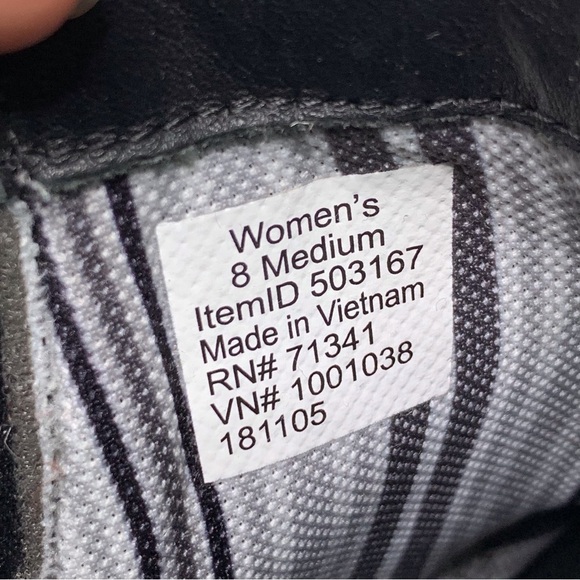 Women's
8 Medium
ItemID 503167
Made in Vietnam
RN# 71341
VN# 1001038
181105